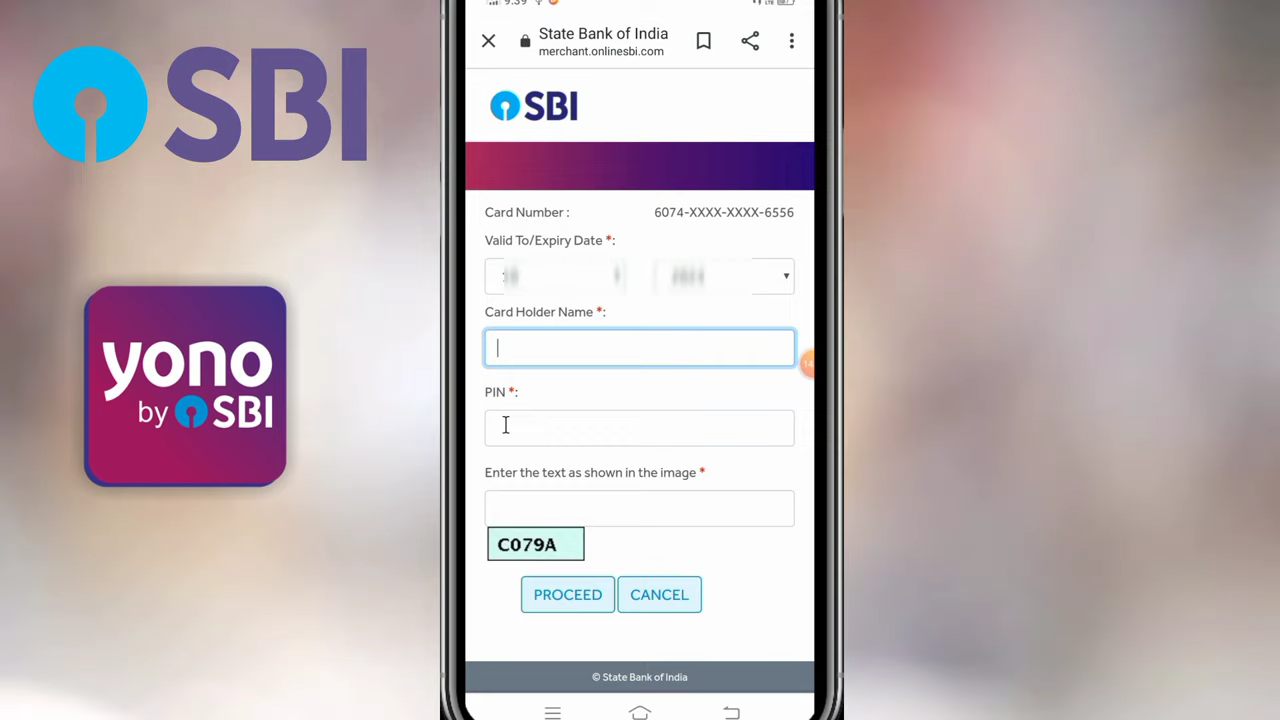 SBI
yono
by SBI
9:39
State Bank of India
merchant.onlinesbi.com
SBI
Card Number : 6074-XXXX-XXXX-6556
Valid To/Expiry Date *:
Card Holder Name *:
PIN *:
Enter the text as shown in the image *
C079A
PROCEED CANCEL
© State Bank of India